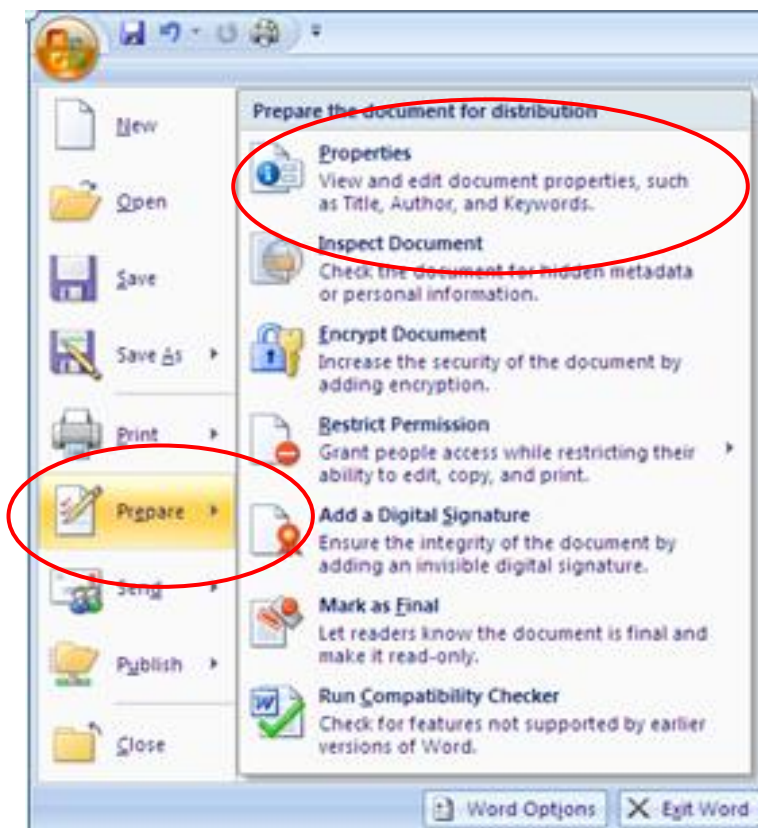 New
Open
Save
Save As
Print
Prepare
Send
Publish
Close
Prepare the document for distribution
Properties
View and edit document properties, such
as Title, Author, and Keywords.
Inspect Document
Check the document for hidden metadata
or personal information.
Encrypt Document
Increase the security of the document by
adding encryption.
Restrict Permission
Grant people access while restricting their
ability to edit, copy, and print.
Add a Digital Signature
Ensure the integrity of the document by
adding an invisible digital signature.
Mark as Final
Let readers know the document is final and
make it read-only.
Run Compatibility Checker
Check for features not supported by earlier
versions of Word.
Word Options
Exit Word